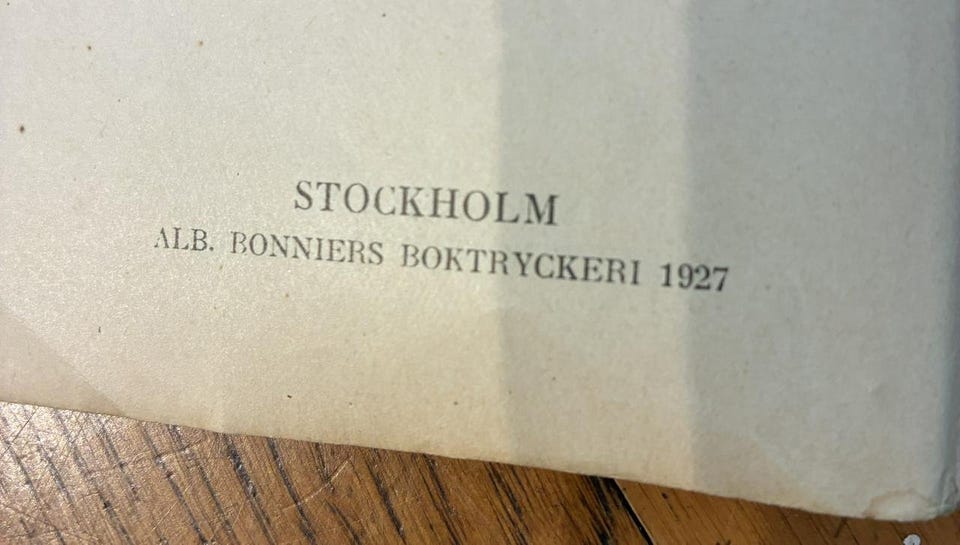 STOCKHOLM
ALB. BONNIERS BOKTRYCKERI 1927